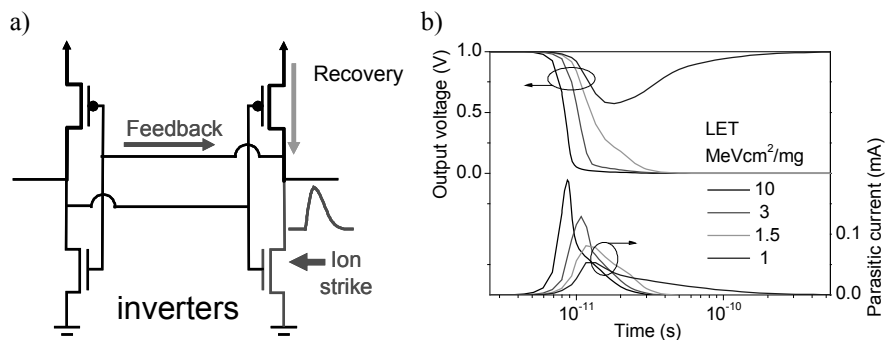 a)
Recovery
Feedback
Ion
strike
inverters
b)
Output voltage (V)
1.0
0.5
0.0
LET
MeVcm²/mg
10
3
1.5
1
0.1
0.0
Parasitic current (mA)
10⁻¹¹
10⁻¹⁰
Time (s)